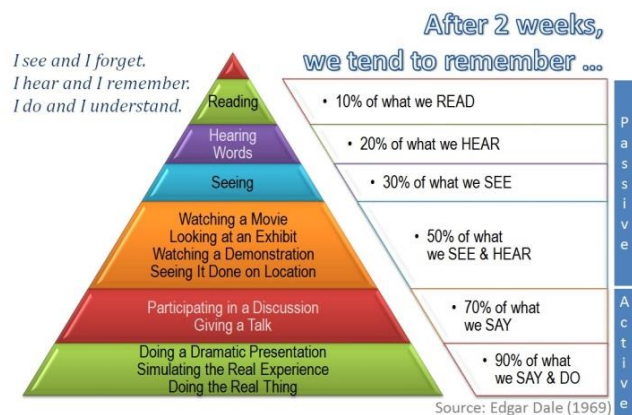 After 2 weeks,
we tend to remember ...
I see and I forget.
I hear and I remember.
I do and I understand.
Reading
• 10% of what we READ
Hearing
Words
• 20% of what we HEAR
Seeing
• 30% of what we SEE
Watching a Movie
Looking at an Exhibit
Watching a Demonstration
Seeing It Done on Location
• 50% of what
we SEE & HEAR
Participating in a Discussion
Giving a Talk
• 70% of what
we SAY
Doing a Dramatic Presentation
Simulating the Real Experience
Doing the Real Thing
• 90% of what
we SAY & DO
Passive
Active
Source: Edgar Dale (1969)